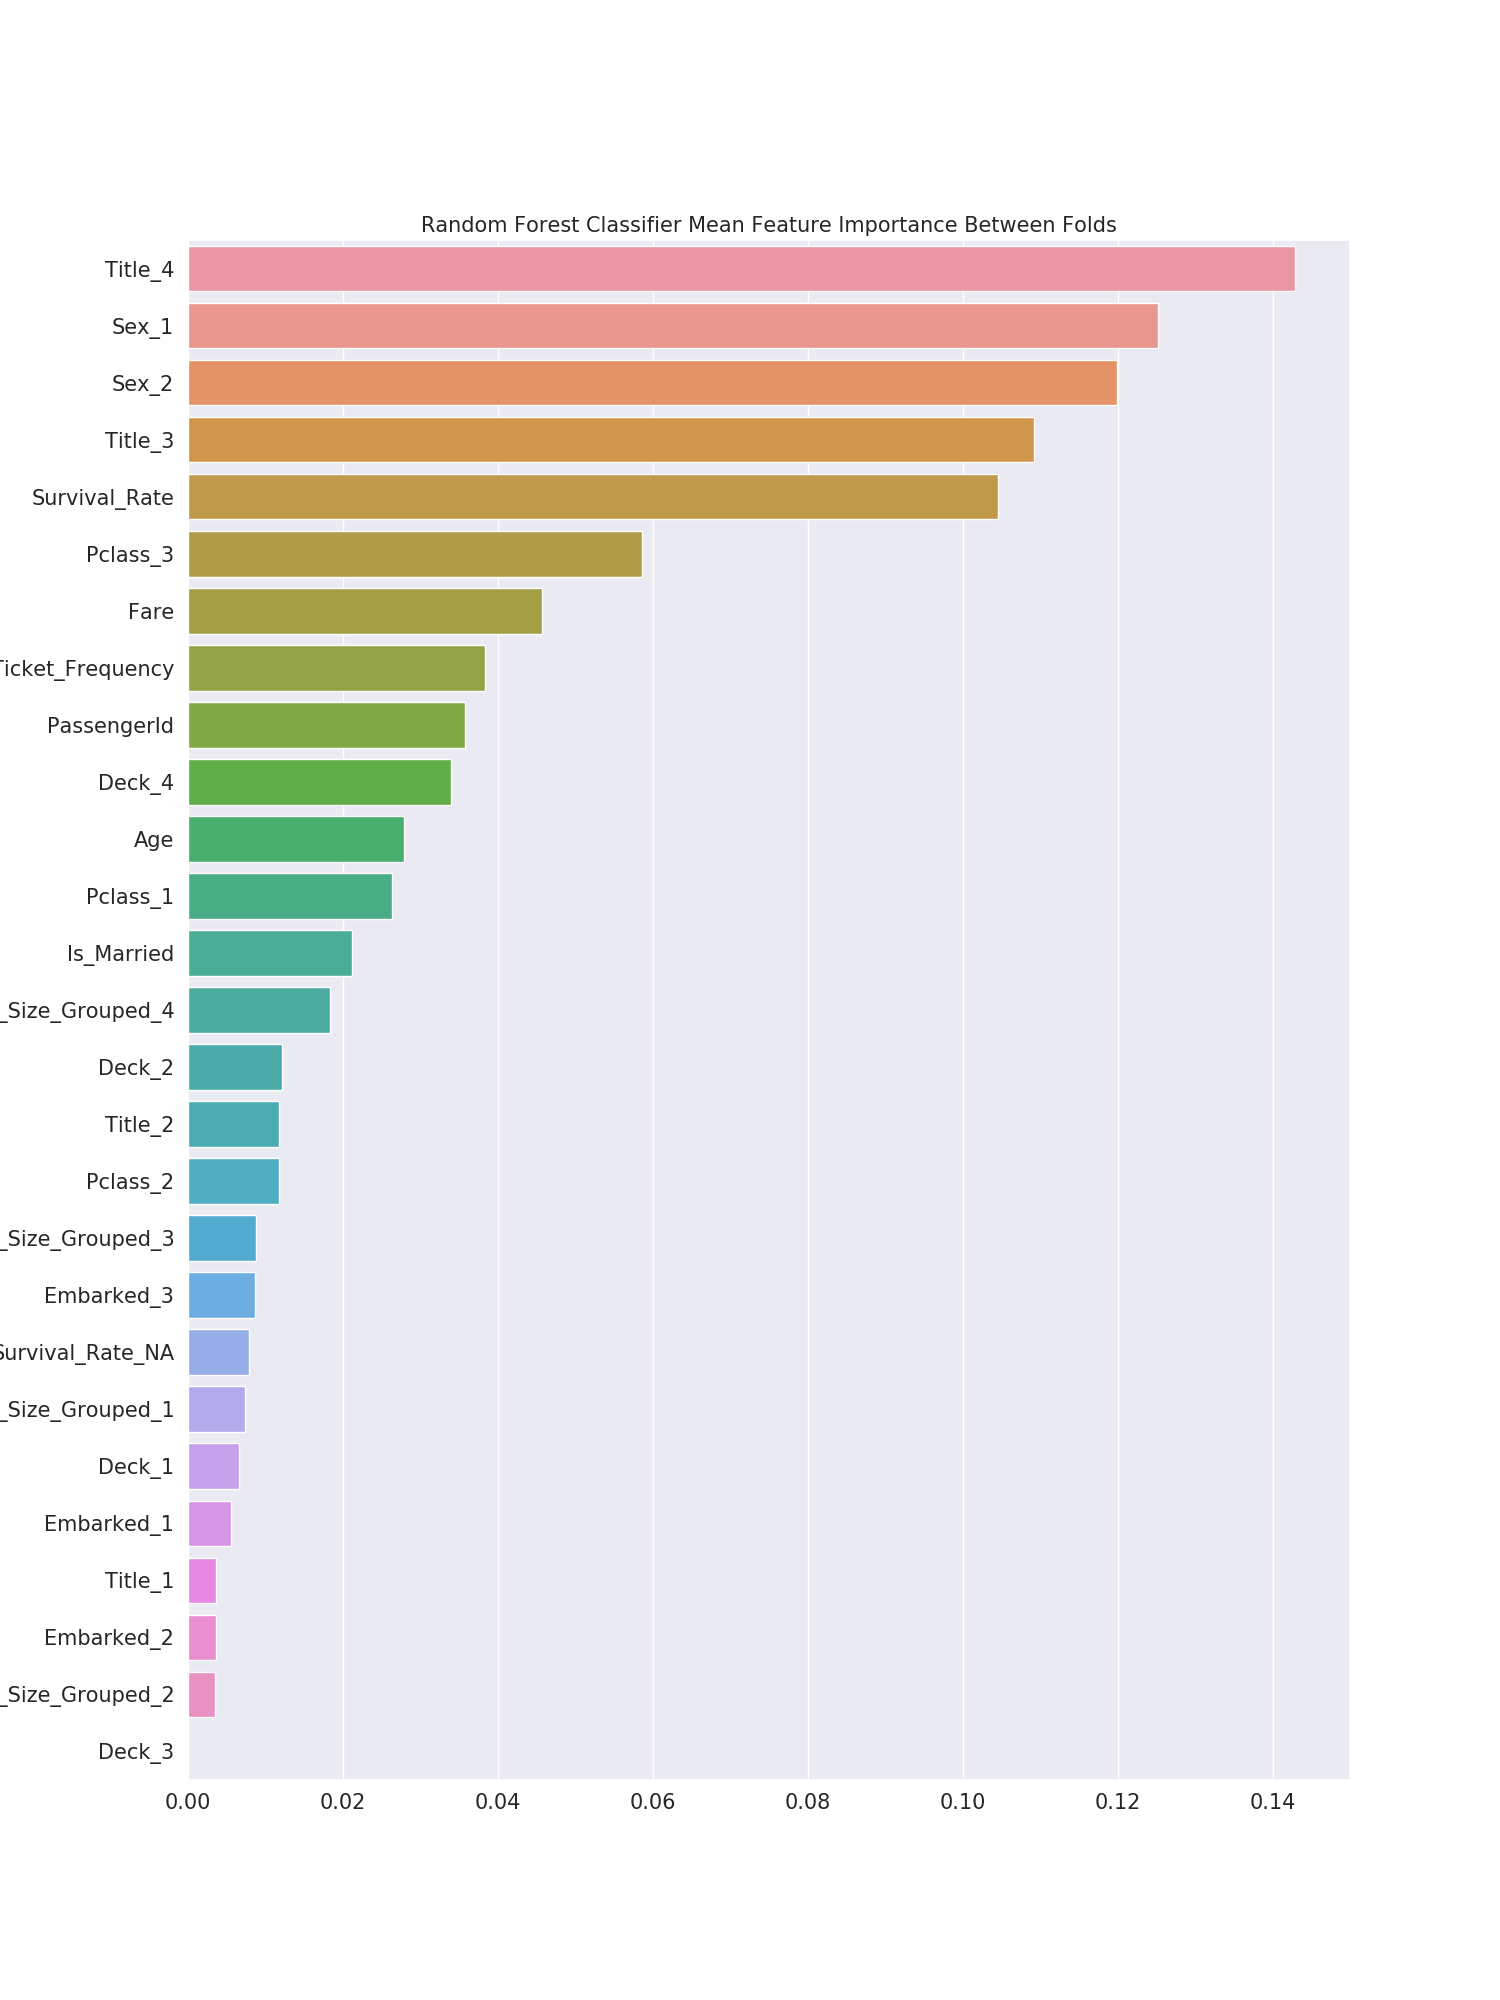 Random Forest Classifier Mean Feature Importance Between Folds
Title_4
Sex_1
Sex_2
Title_3
Survival_Rate
Pclass_3
Fare
Ticket_Frequency
PassengerId
Deck_4
Age
Pclass_1
Is_Married
_Size_Grouped_4
Deck_2
Title_2
Pclass_2
_Size_Grouped_3
Embarked_3
Survival_Rate_NA
_Size_Grouped_1
Deck_1
Embarked_1
Title_1
Embarked_2
_Size_Grouped_2
Deck_3
0.00 0.02 0.04 0.06 0.08 0.10 0.12 0.14